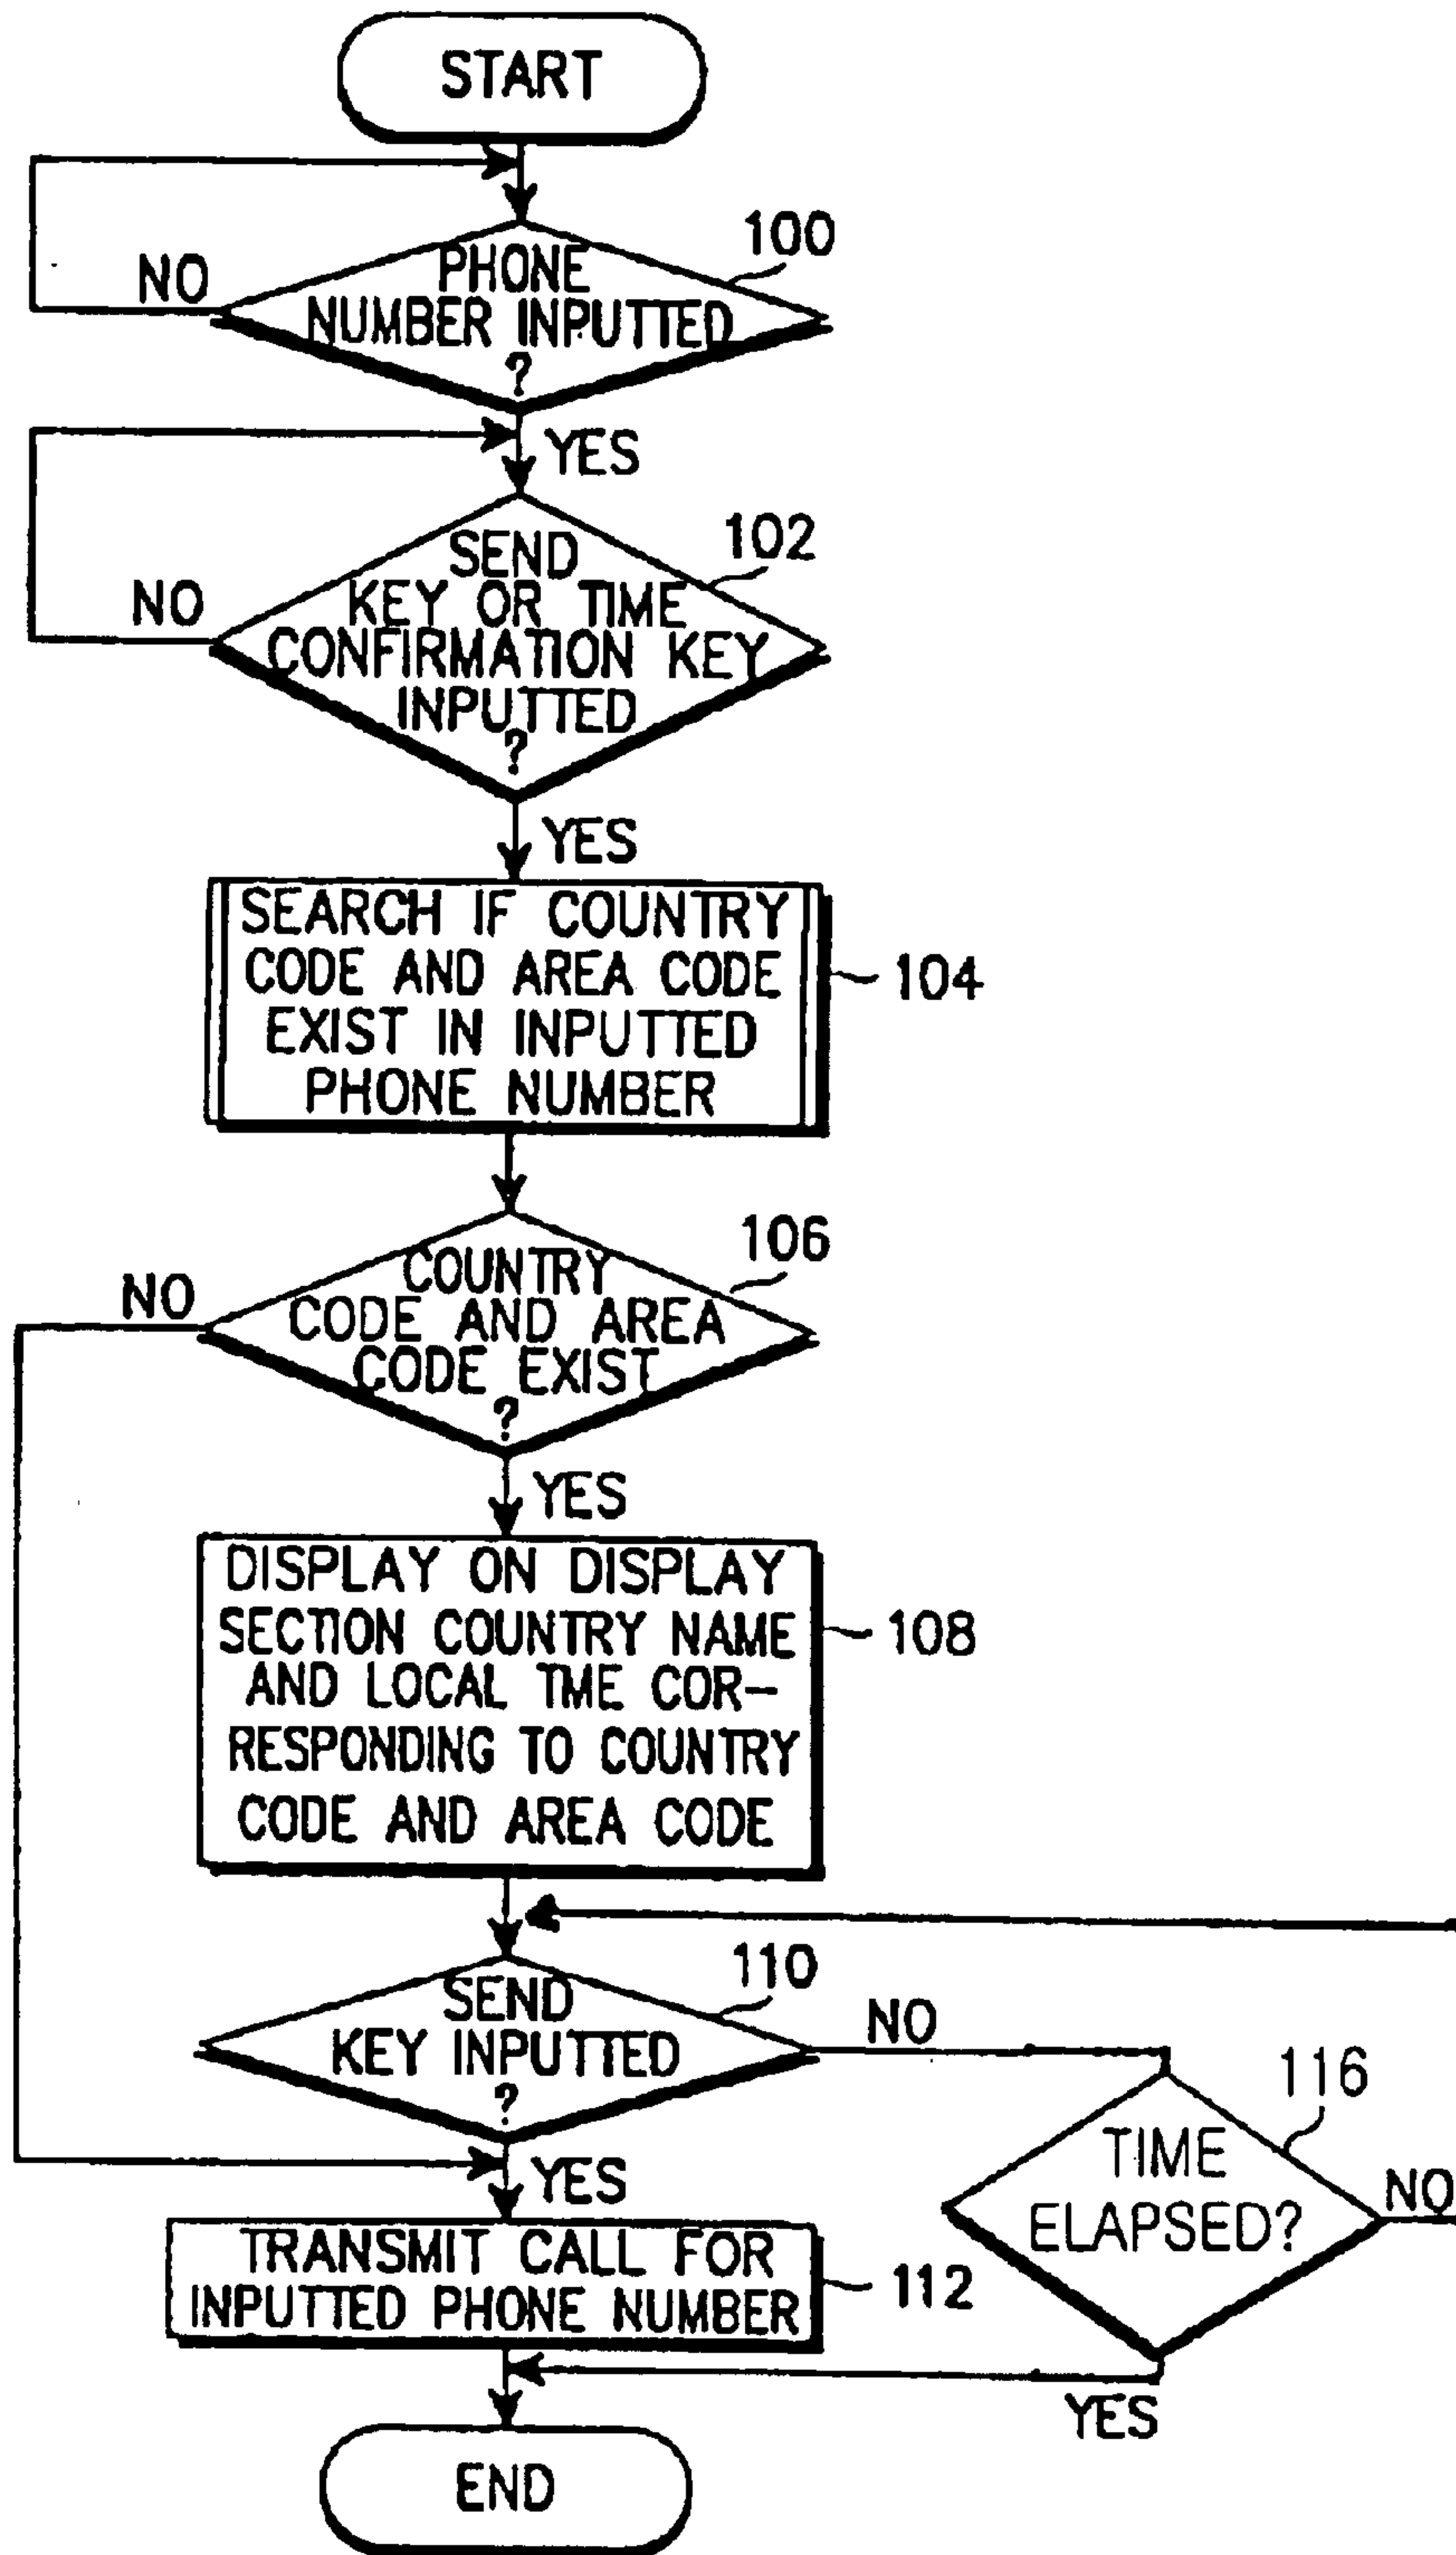 START
100
NO
PHONE
NUMBER INPUTTED
?
YES
102
NO
SEND
KEY OR TIME
CONFIRMATION KEY
INPUTTED
?
YES
SEARCH IF COUNTRY
CODE AND AREA CODE
EXIST IN INPUTTED
PHONE NUMBER
104
106
NO
COUNTRY
CODE AND AREA
CODE EXIST
?
YES
DISPLAY ON DISPLAY
SECTION COUNTRY NAME
AND LOCAL TME COR-
RESPONDING TO COUNTRY
CODE AND AREA CODE
108
110
SEND
KEY INPUTTED
?
NO
116
TIME
ELAPSED?
NO
YES
TRANSMIT CALL FOR
INPUTTED PHONE NUMBER
112
YES
END